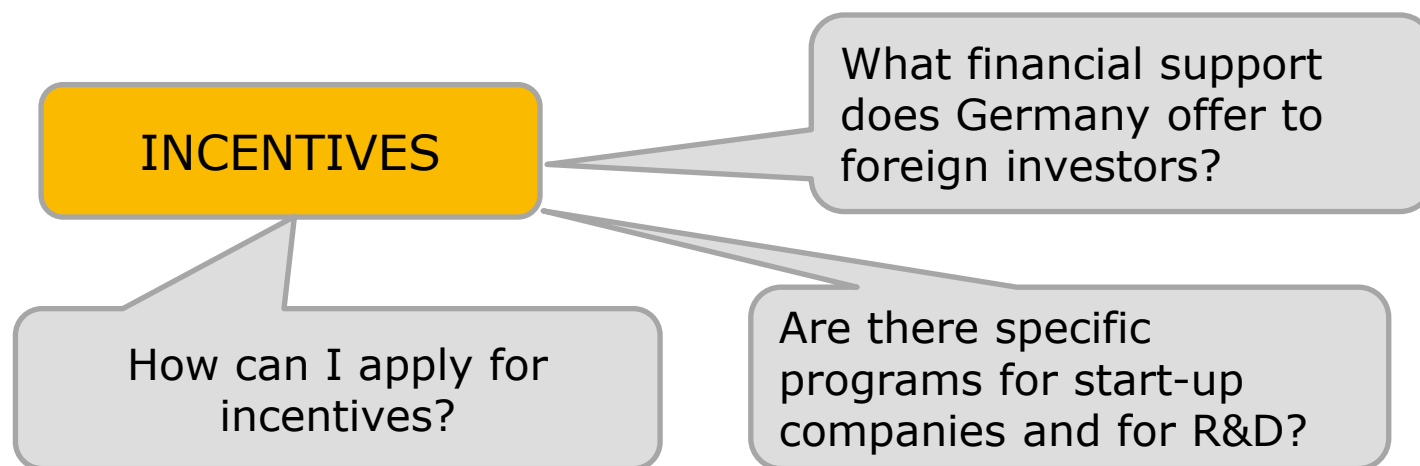 INCENTIVES
What financial support
does Germany offer to
foreign investors?
How can I apply for
incentives?
Are there specific
programs for start-up
companies and for R&D?